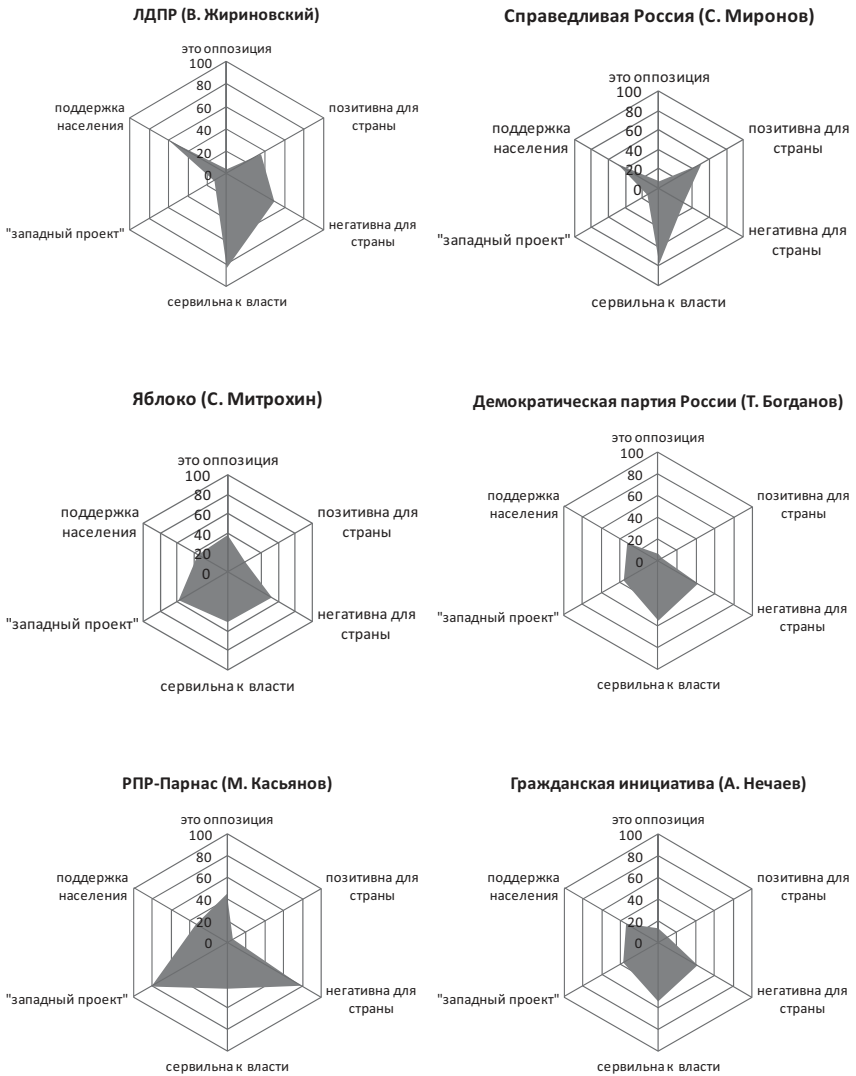 ЛДПР (В. Жириновский)
это оппозиция
100
80
60
40
20
0
позитивна для
страны
негативна для
страны
сервильна к власти
"западный проект"
поддержка
населения
Справедливая Россия (С. Миронов)
это оппозиция
100
80
60
40
20
0
позитивна для
страны
негативна для
страны
сервильна к власти
"западный проект"
поддержка
населения
Яблоко (С. Митрохин)
это оппозиция
100
80
60
40
20
0
позитивна для
страны
негативна для
страны
сервильна к власти
"западный проект"
поддержка
населения
Демократическая партия России (Т. Богданов)
это оппозиция
100
80
60
40
20
0
позитивна для
страны
негативна для
страны
сервильна к власти
"западный проект"
поддержка
населения
РПР-Парнас (М. Касьянов)
это оппозиция
100
80
60
40
20
0
позитивна для
страны
негативна для
страны
сервильна к власти
"западный проект"
поддержка
населения
Гражданская инициатива (А. Нечаев)
это оппозиция
100
80
60
40
20
0
позитивна для
страны
негативна для
страны
сервильна к власти
"западный проект"
поддержка
населения